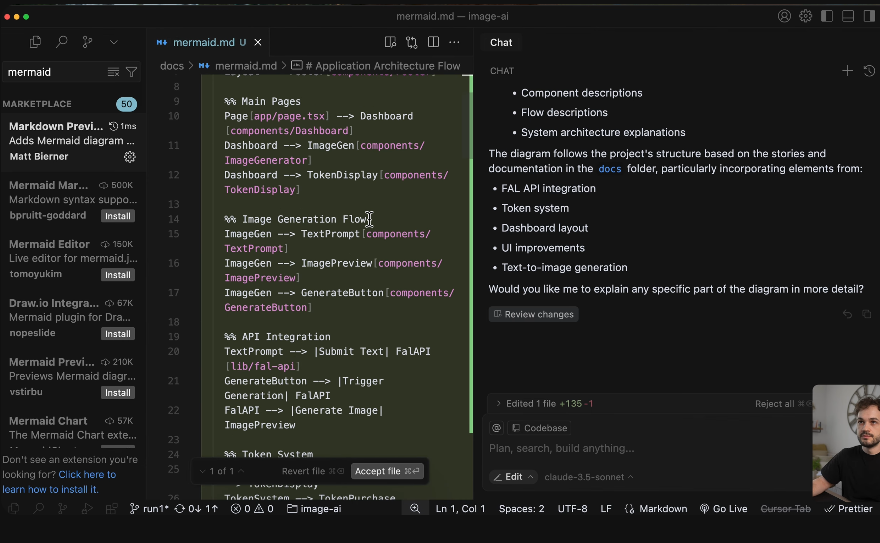 mermaid.md — image-ai
mermaid
MARKETPLACE 50
Markdown Previ... 1ms
Adds Mermaid diagram ...
Matt Bierner
Mermaid Mar... 500K
Markdown syntax suppo...
bpruitt-goddard Install
Mermaid Editor 150K
Live editor for mermaid.j...
tomoyukim Install
Draw.io Integra... 67K
Mermaid plugin for Dra...
nopeslide Install
Mermaid Previ... 210K
Previews Mermaid diagr...
vstirbu Install
Mermaid Chart 57K
The Mermaid Chart exte...
Don't see an extension you're
looking for? Click here to
learn how to install it.
mermaid.md U
docs > mermaid.md > # Application Architecture Flow
8
9 %% Main Pages
10 Page[app/page.tsx] --> Dashboard
[components/Dashboard]
11 Dashboard --> ImageGen[components/
ImageGenerator]
12 Dashboard --> TokenDisplay[components/
TokenDisplay]
13
14 %% Image Generation Flow
15 ImageGen --> TextPrompt[components/
TextPrompt]
16 ImageGen --> ImagePreview[components/
ImagePreview]
17 ImageGen --> GenerateButton[components/
GenerateButton]
18
19 %% API Integration
20 TextPrompt --> |Submit Text| FalAPI
[lib/fal-api]
21 GenerateButton --> |Trigger
Generation| FalAPI
22 FalAPI --> |Generate Image|
ImagePreview
23
24 %% Token System
25
--> TokenDisplay
26 TokenSystem --> TokenPurchase
1 of 1 Revert file Accept file
Chat
CHAT
• Component descriptions
• Flow descriptions
• System architecture explanations
The diagram follows the project's structure based on the stories and
documentation in the docs folder, particularly incorporating elements from:
• FAL API integration
• Token system
• Dashboard layout
• UI improvements
• Text-to-image generation
Would you like me to explain any specific part of the diagram in more detail?
Review changes
> Edited 1 file +135 -1 Reject all
@ Codebase
Plan, search, build anything...
Edit claude-3.5-sonnet
run1* 0↓ 1↑ 0 0 image-ai Ln 1, Col 1 Spaces: 2 UTF-8 LF Markdown Go Live Cursor Tab Prettier